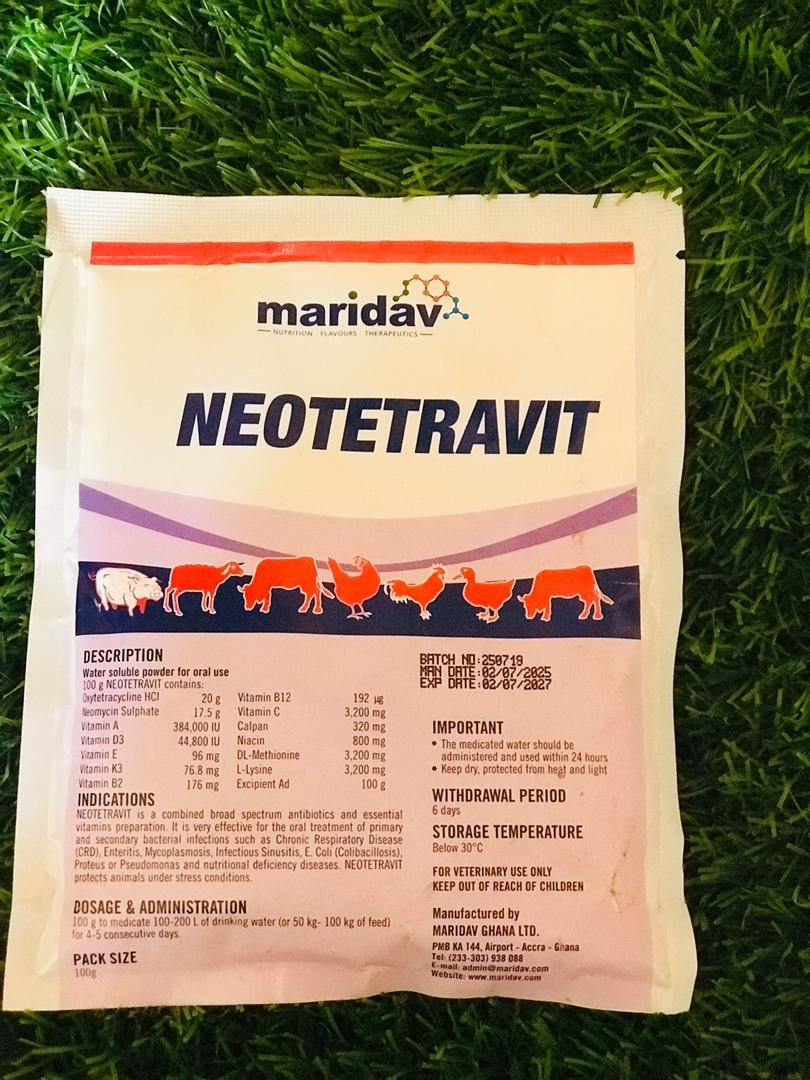 maridav
NUTRITION FLAVOURS THERAPEUTICS
NEOTETRAVIT
DESCRIPTION
Water soluble powder for oral use
100 g NEOTETRAVIT contains:
Oxytetracycline HCl 20 g
Neomycin Sulphate 17.5 g
Vitamin A 384,000 IU
Vitamin D3 44,800 IU
Vitamin E 96 mg
Vitamin K3 76.8 mg
Vitamin B2 176 mg
Vitamin B12 192 µg
Vitamin C 3,200 mg
Calpan 320 mg
Niacin 800 mg
DL-Methionine 3,200 mg
L-Lysine 3,200 mg
Excipient Ad 100 g
INDICATIONS
NEOTETRAVIT is a combined broad spectrum antibiotics and essential
vitamins preparation. It is very effective for the oral treatment of primary
and secondary bacterial infections such as Chronic Respiratory Disease
(CRD), Enteritis, Mycoplasmosis, Infectious Sinusitis, E. Coli (Colibacillosis),
Proteus or Pseudomonas and nutritional deficiency diseases. NEOTETRAVIT
protects animals under stress conditions.
DOSAGE & ADMINISTRATION
100 g to medicate 100-200 L of drinking water (or 50 kg- 100 kg of feed)
for 4-5 consecutive days.
PACK SIZE
100g
BATCH NO:250719
MAN DATE:02/07/2025
EXP DATE:02/07/2027
IMPORTANT
• The medicated water should be
administered and used within 24 hours
• Keep dry, protected from heat and light
WITHDRAWAL PERIOD
6 days
STORAGE TEMPERATURE
Below 30°C
FOR VETERINARY USE ONLY
KEEP OUT OF REACH OF CHILDREN
Manufactured by
MARIDAV GHANA LTD.
PMB KA 144, Airport - Accra - Ghana
Tel: (233-303) 938 088
E-mail: admin@maridav.com
Website: www.maridav.com